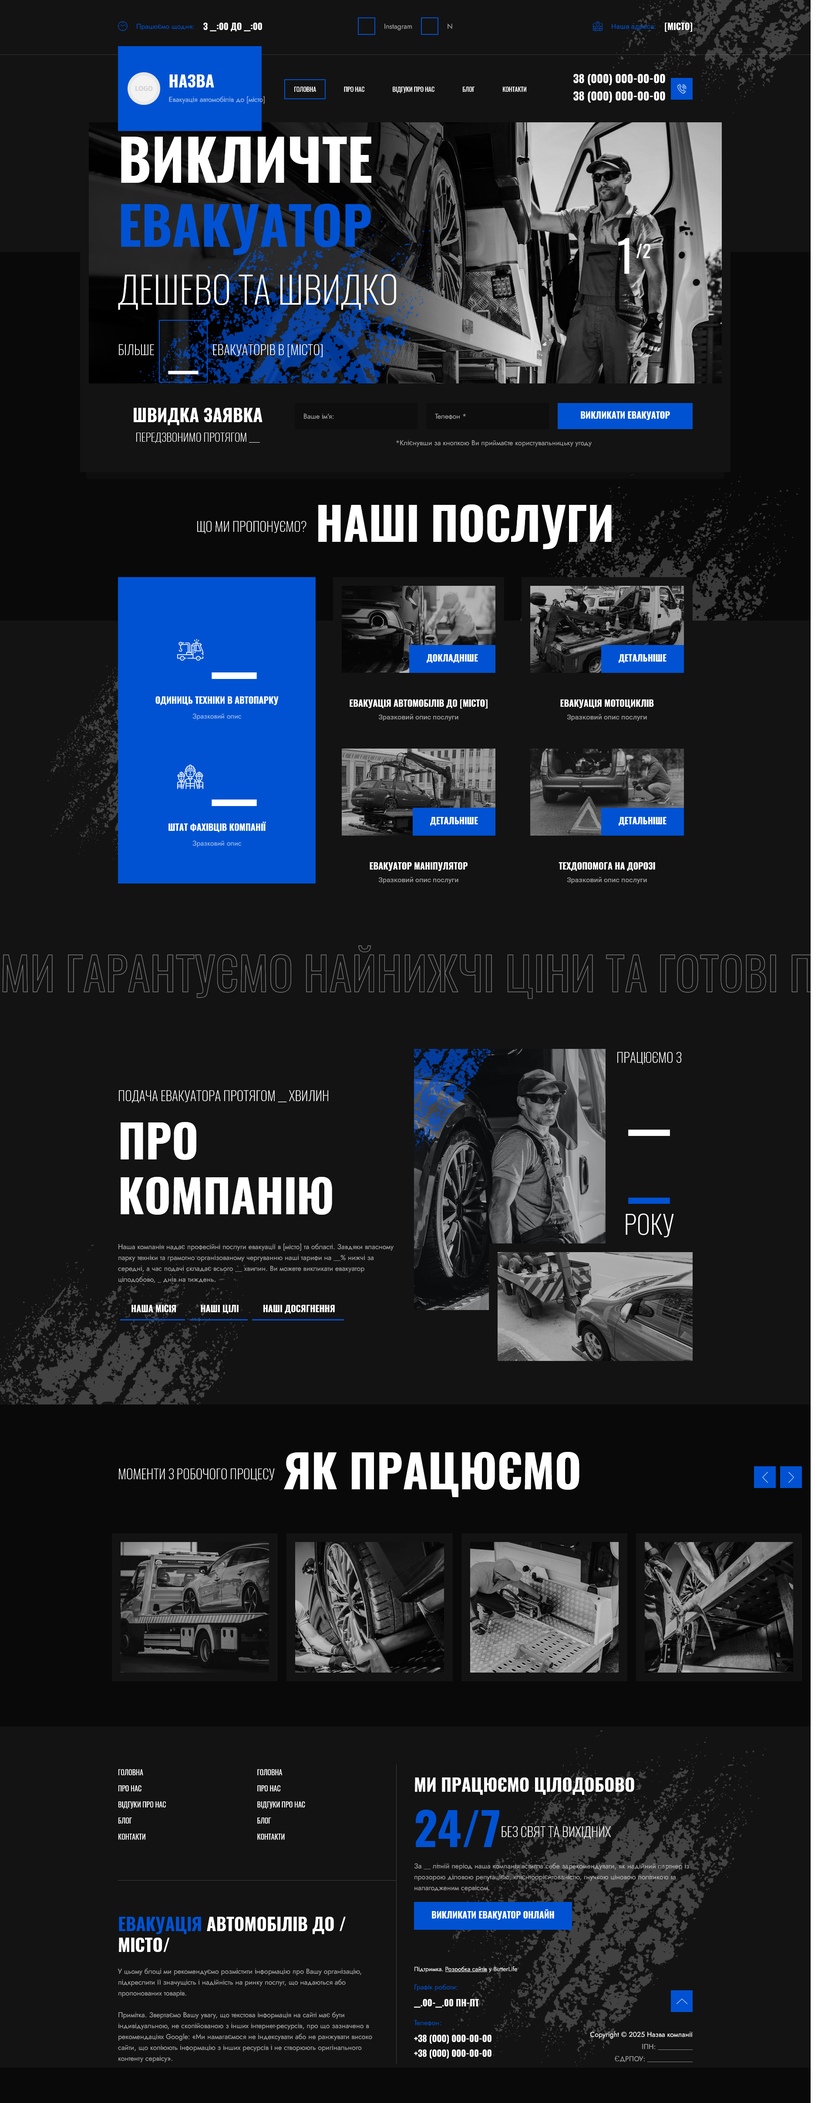 Працюємо щодня: З __:00 ДО __:00
Instagram
N
Наша адреса: [МІСТО]
LOGO
НАЗВА
Евакуація автомобілів до [місто]
ГОЛОВНА
ПРО НАС
ВІДГУКИ ПРО НАС
БЛОГ
КОНТАКТИ
38 (000) 000-00-00
38 (000) 000-00-00
ВИКЛИЧТЕ
ЕВАКУАТОР
ДЕШЕВО ТА ШВИДКО
1/2
БІЛЬШЕ _ ЕВАКУАТОРІВ В [МІСТО]
ШВИДКА ЗАЯВКА
ПЕРЕДЗВОНИМО ПРОТЯГОМ __
Ваше ім'я:
Телефон *
ВИКЛИКАТИ ЕВАКУАТОР
*Клікнувши за кнопкою Ви приймаєте користувальницьку угоду
ЩО МИ ПРОПОНУЄМО? НАШІ ПОСЛУГИ
ОДИНИЦЬ ТЕХНІКИ В АВТОПАРКУ
Зразковий опис
ШТАТ ФАХІВЦІВ КОМПАНІЇ
Зразковий опис
ДОКЛАДНІШЕ
ЕВАКУАЦІЯ АВТОМОБІЛІВ ДО [МІСТО]
Зразковий опис послуги
ДЕТАЛЬНІШЕ
ЕВАКУАЦІЯ МОТОЦИКЛІВ
Зразковий опис послуги
ДЕТАЛЬНІШЕ
ЕВАКУАТОР МАНІПУЛЯТОР
Зразковий опис послуги
ДЕТАЛЬНІШЕ
ТЕХДОПОМОГА НА ДОРОЗІ
Зразковий опис послуги
МИ ГАРАНТУЄМО НАЙНИЖЧІ ЦІНИ ТА ГОТОВІ П
ПОДАЧА ЕВАКУАТОРА ПРОТЯГОМ __ ХВИЛИН
ПРО
КОМПАНІЮ
Наша компанія надає професійні послуги евакуації в [місто] та області. Завдяки власному
парку техніки та грамотно організованому чергуванню наші тарифи на __% нижчі за
середні, а час подачі складає всього __ хвилин. Ви можете викликати евакуатор
цілодобово, _ днів на тиждень.
НАША МІСІЯ
НАШІ ЦІЛІ
НАШІ ДОСЯГНЕННЯ
ПРАЦЮЄМО З
_
_
РОКУ
МОМЕНТИ З РОБОЧОГО ПРОЦЕСУ ЯК ПРАЦЮЄМО
ГОЛОВНА
ПРО НАС
ВІДГУКИ ПРО НАС
БЛОГ
КОНТАКТИ
ГОЛОВНА
ПРО НАС
ВІДГУКИ ПРО НАС
БЛОГ
КОНТАКТИ
ЕВАКУАЦІЯ АВТОМОБІЛІВ ДО /
МІСТО/
У цьому блоці ми рекомендуємо розмістити інформацію про Вашу організацію,
підкреслити її значущість і надійність на ринку послуг, що надаються або
пропонованих товарів.
Примітка. Звертаємо Вашу увагу, що текстова інформація на сайті має бути
індивідуальною, не скопійованою з інших інтернет-ресурсів, про що зазначено в
рекомендаціях Google: «Ми намагаємося не індексувати або не ранжувати високо
сайти, що копіюють інформацію з інших ресурсів і не створюють оригінального
контенту сервісу».
МИ ПРАЦЮЄМО ЦІЛОДОБОВО
24/7 БЕЗ СВЯТ ТА ВИХІДНИХ
За __ літній період наша компанія встигла себе зарекомендувати, як надійний партнер із
прозорою діловою репутацією, клієнтоорієнтованістю, гнучкою ціновою політикою та
налагодженим сервісом.
ВИКЛИКАТИ ЕВАКУАТОР ОНЛАЙН
Підтримка. Розробка сайтів у ButterLife
Графік роботи:
__.00-__.00 ПН-ПТ
Телефон:
+38 (000) 000-00-00
+38 (000) 000-00-00
Copyright © 2025 Назва компанії
ІПН: __________
ЄДРПОУ: _____________